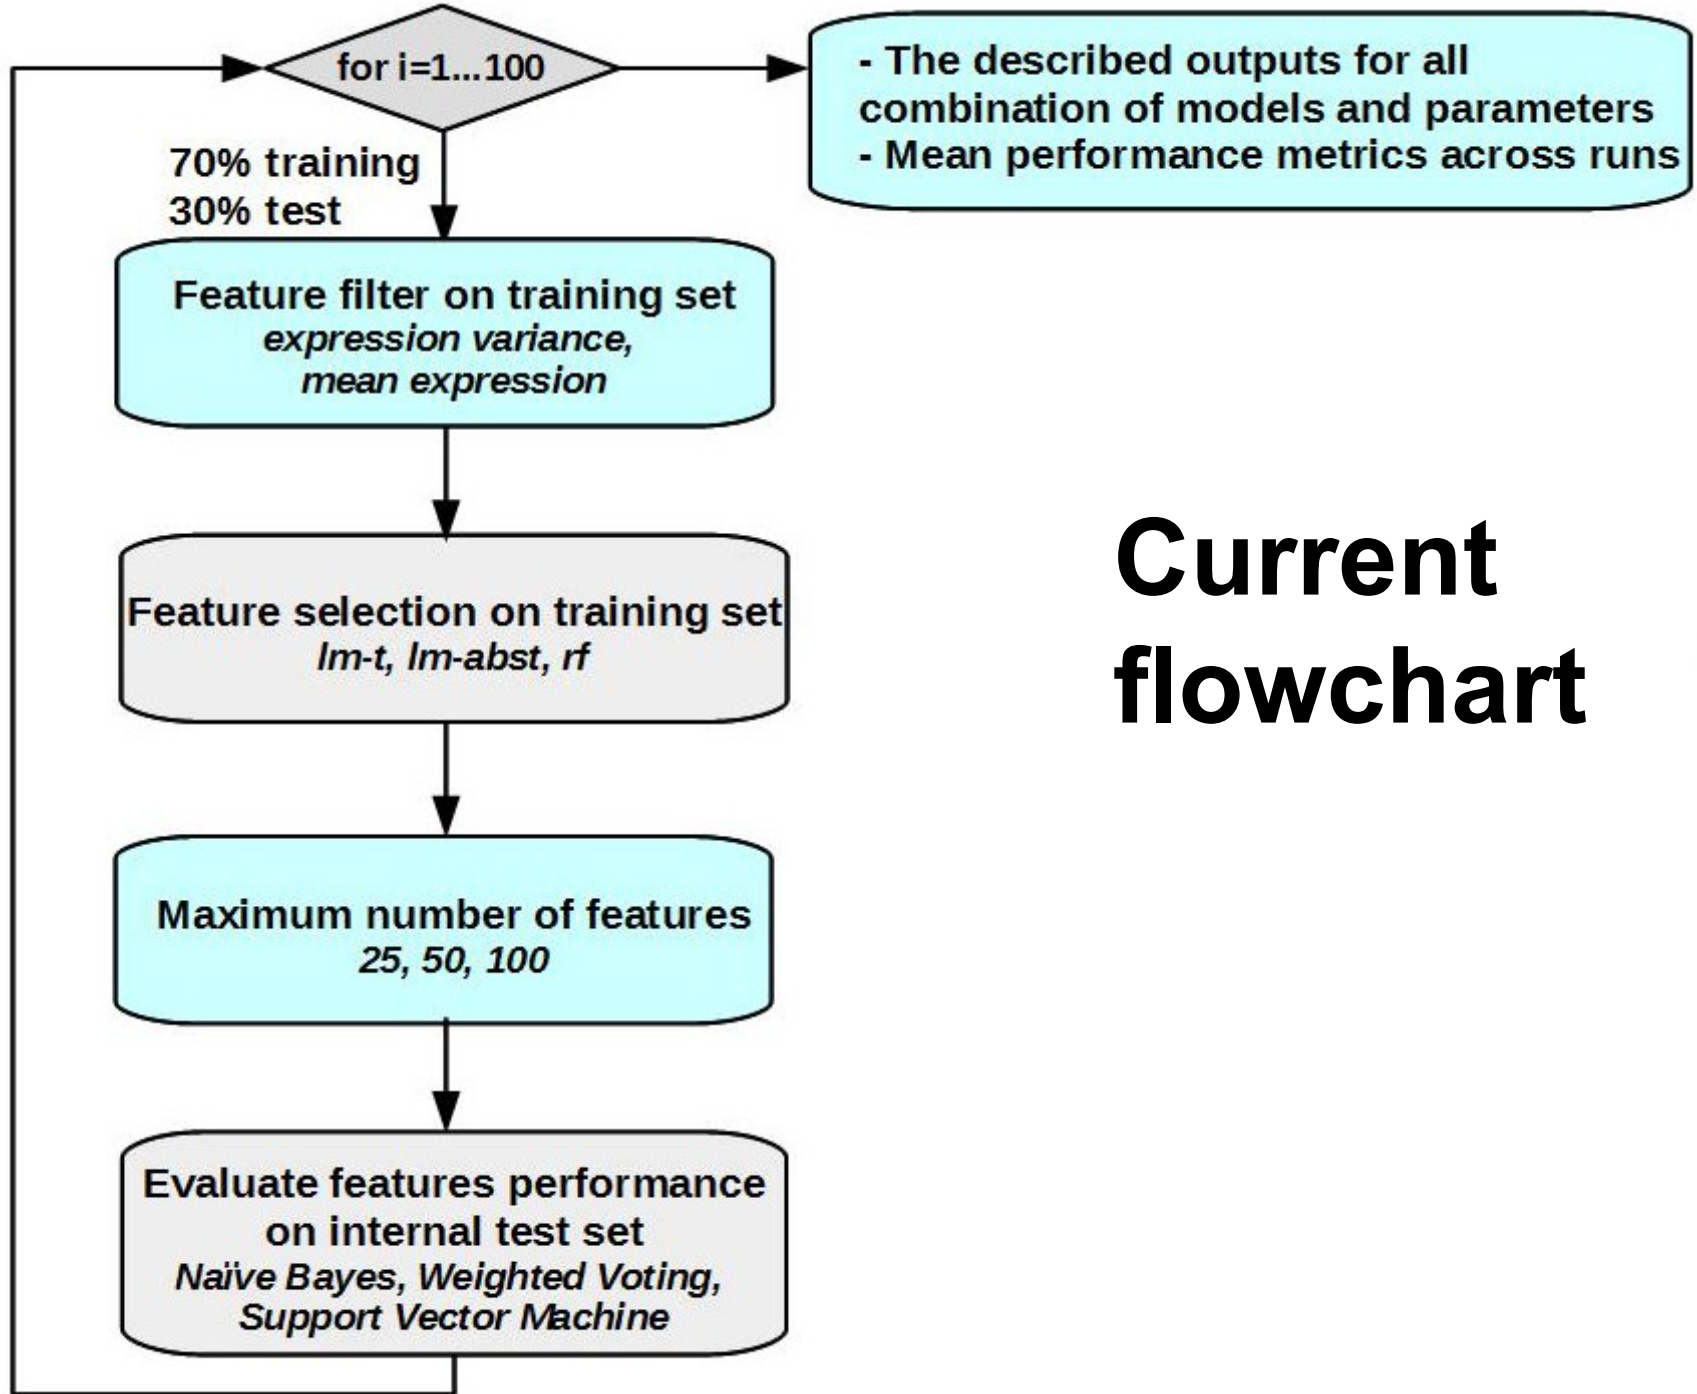 for i=1...100
- The described outputs for all
combination of models and parameters
- Mean performance metrics across runs
70% training
30% test
Feature filter on training set
expression variance,
mean expression
Feature selection on training set
lm-t, lm-abst, rf
Current
flowchart
Maximum number of features
25, 50, 100
Evaluate features performance
on internal test set
Naïve Bayes, Weighted Voting,
Support Vector Machine